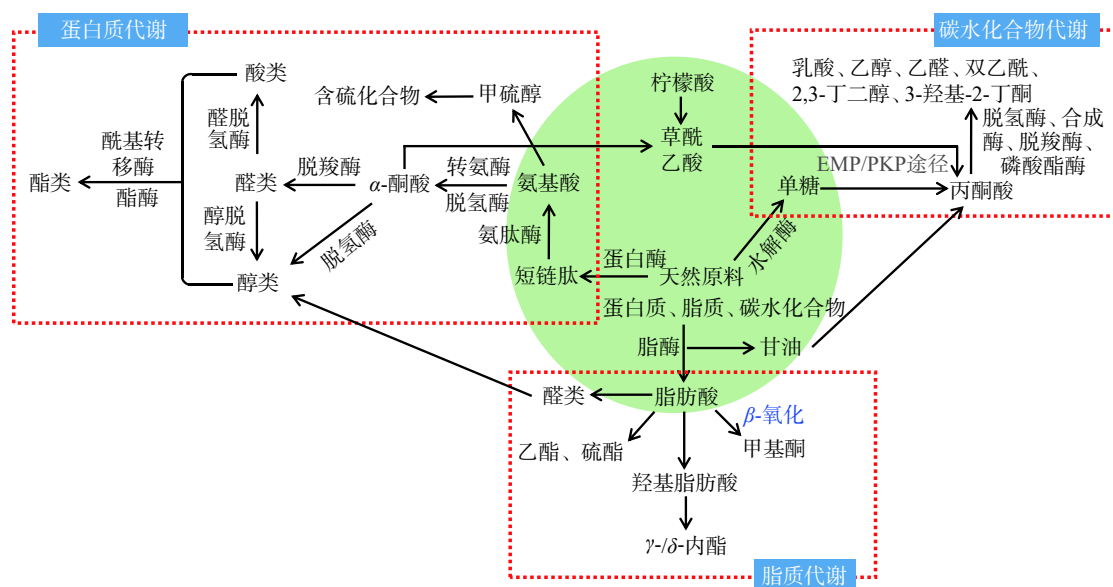 蛋白质代谢
碳水化合物代谢
酸类
含硫化合物
甲硫醇
柠檬酸
乳酸、乙醇、乙醛、双乙酰、
2,3-丁二醇、3-羟基-2-丁酮
醛脱
氢酶
酰基转
移酶
草酰
乙酸
脱氢酶、合成
酶、脱羧酶、
磷酸酯酶
酯类
酯酶
醛类
脱羧酶
α-酮酸
转氨酶
脱氢酶
氨基酸
EMP/PKP途径
单糖
丙酮酸
醇脱
氢酶
脱氢酶
氨肽酶
水解酶
醇类
短链肽
蛋白酶
天然原料
蛋白质、脂质、碳水化合物
脂酶
甘油
醛类
脂肪酸
β-氧化
乙酯、硫酯
甲基酮
羟基脂肪酸
γ-/δ-内酯
脂质代谢